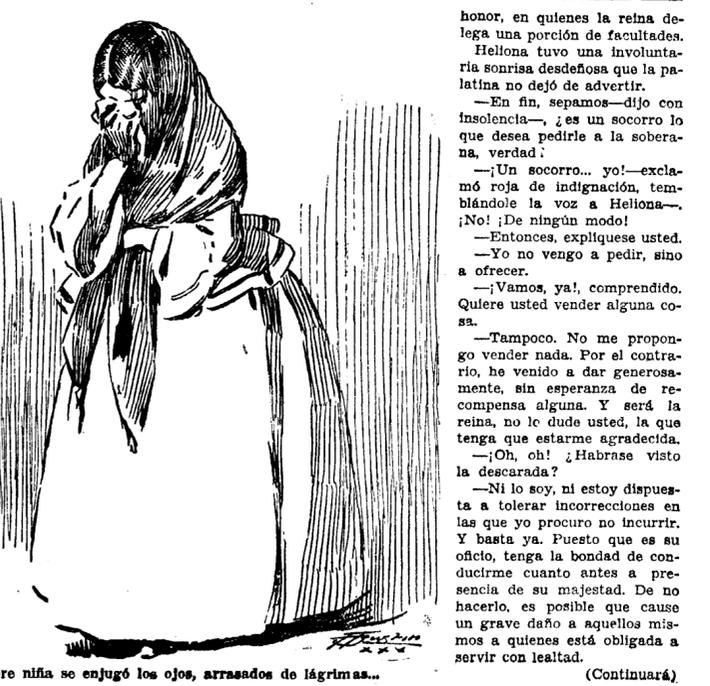 honor, en quienes la reina de-
lega una porción de facultades.
Heliona tuvo una involunta-
ria sonrisa desdeñosa que la pa-
latina no dejó de advertir.
—En fin, sepamos—dijo con
insolencia—, ¿es un socorro lo
que desea pedirle a la sobera-
na, verdad?
—¡Un socorro... yo!—excla-
mó roja de indignación, tem-
blándole la voz a Heliona—.
¡No! ¡De ningún modo!
—Entonces, explíquese usted.
—Yo no vengo a pedir, sino
a ofrecer.
—¡Vamos, ya!, comprendido.
Quiere usted vender alguna co-
sa.
—Tampoco. No me propon-
go vender nada. Por el contra-
rio, he venido a dar generosa-
mente, sin esperanza de re-
compensa alguna. Y será la
reina, no lo dude usted, la que
tenga que estarme agradecida.
—¡Oh, oh! ¿Habrase visto
la descarada?
—Ni lo soy, ni estoy dispues-
ta a tolerar incorrecciones en
las que yo procuro no incurrir.
Y basta ya. Puesto que es su
oficio, tenga la bondad de con-
ducirme cuanto antes a pre-
sencia de su majestad. De no
hacerlo, es posible que cause
un grave daño a aquellos mis-
mos a quienes está obligada a
servir con lealtad.
(Continuará)
re niña se enjugó los ojos, arrasados de lágrimas...